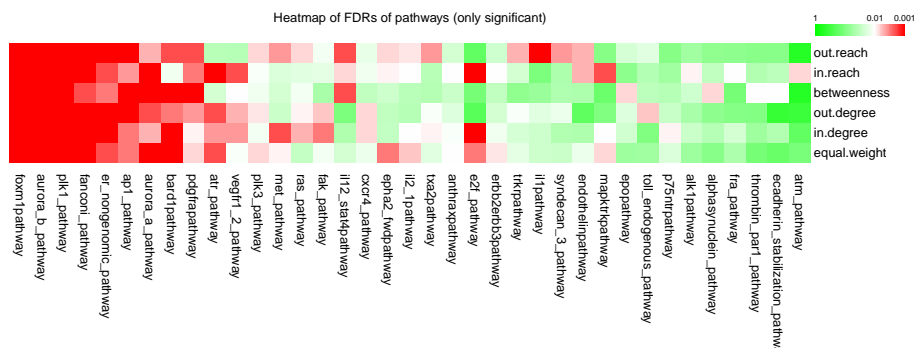 Heatmap of FDRs of pathways (only significant)
1 0.01 0.001
out.reach
in.reach
betweenness
out.degree
in.degree
equal.weight
foxm1pathway
aurora_b_pathway
plk1_pathway
fanconi_pathway
er_nongenomic_pathway
ap1_pathway
aurora_a_pathway
bard1pathway
pdgfrapathway
atr_pathway
vegfr1_2_pathway
plk3_pathway
met_pathway
ras_pathway
fak_pathway
il12_stat4pathway
cxcr4_pathway
epha2_fwdpathway
il2_1pathway
txa2pathway
anthraxpathway
e2f_pathway
erbb2erbb3pathway
trkrpathway
il1pathway
syndecan_3_pathway
endothelinpathway
mapktrkpathway
epopathway
toll_endogenous_pathway
p75ntrpathway
alk1pathway
alphasynuclein_pathway
fra_pathway
thrombin_par1_pathway
ecadherin_stabilization_pathw
atm_pathway